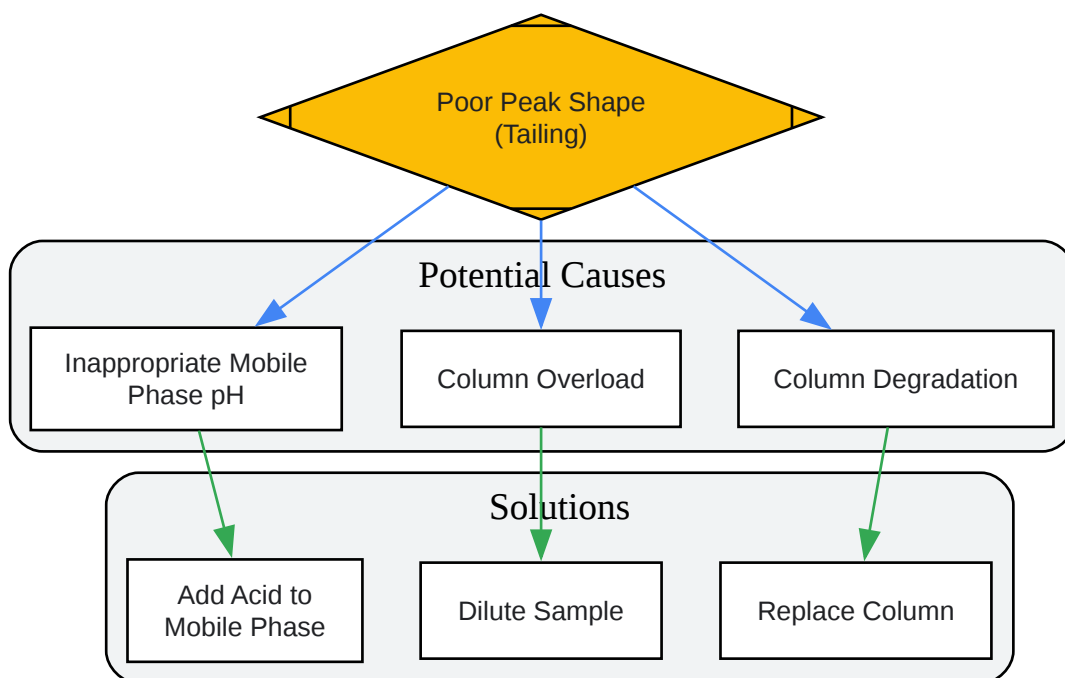 Poor Peak Shape
(Tailing)
Potential Causes
Inappropriate Mobile
Phase pH
Column Overload
Column Degradation
Solutions
Add Acid to
Mobile Phase
Dilute Sample
Replace Column